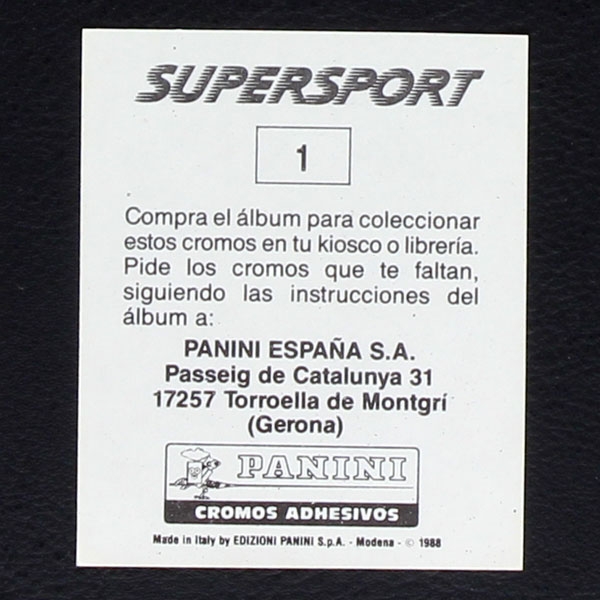 SUPERSPORT
1
Compra el álbum para coleccionar
estos cromos en tu kiosco o librería.
Pide los cromos que te faltan,
siguiendo las instrucciones del
álbum a:
PANINI ESPAÑA S.A.
Passeig de Catalunya 31
17257 Torroella de Montgrí
(Gerona)
PANINI
CROMOS ADHESIVOS
Made in Italy by EDIZIONI PANINI S.p.A. - Modena - © 1988